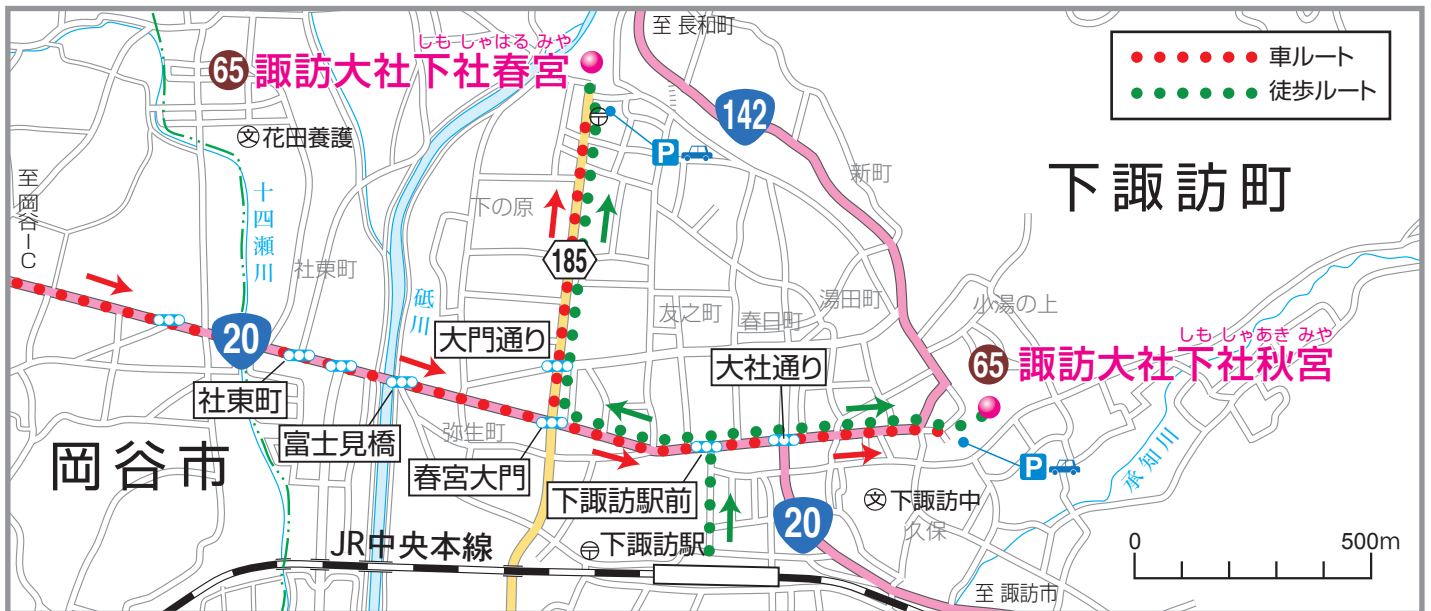 しもしゃはるみや
65 諏訪大社下社春宮
至 長和町
車ルート
徒歩ルート
文 花田養護
142
P
下諏訪町
新町
至岡谷IC
十四瀬川
下の原
185
社東町
砥川
湯田町
小湯の上
友之町
春日町
20
大門通り
大社通り
しもしゃあきみや
65 諏訪大社下社秋宮
社東町
富士見橋
弥生町
岡谷市
春宮大門
下諏訪駅前
P
承知川
文 下諏訪中
久保
20
JR中央本線
下諏訪駅
0
500m
至 諏訪市